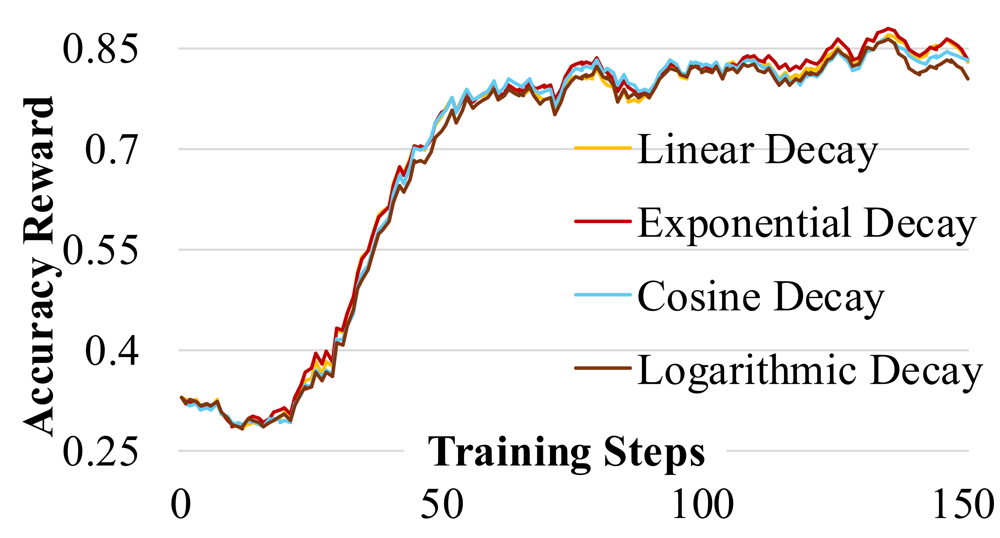 Accuracy Reward
0.85
0.7
0.55
0.4
0.25
Linear Decay
Exponential Decay
Cosine Decay
Logarithmic Decay
Training Steps
0
50
100
150